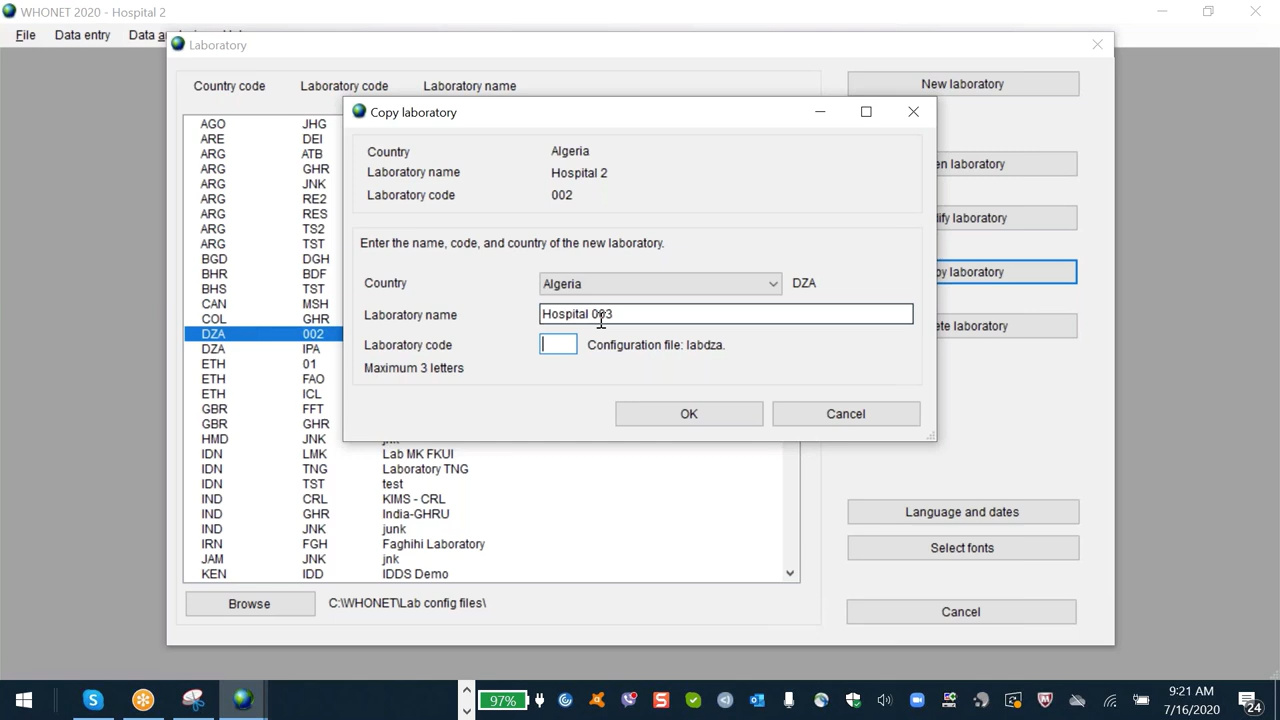 WHONET 2020 - Hospital 2
File Data entry Data
Laboratory
Country code Laboratory code Laboratory name
New laboratory
Copy laboratory
AGO JHG
ARE DEI
ARG ATB
ARG GHR
ARG JNK
ARG RE2
ARG RES
ARG TS2
ARG TST
BGD DGH
BHR BDF
BHS TST
CAN MSH
COL GHR
DZA 002
DZA IPA
ETH 01
ETH FAO
ETH ICL
GBR FFT
GBR GHR
HMD JNK jnk
IDN LMK Lab MK FKUI
IDN TNG Laboratory TNG
IDN TST test
IND CRL KIMS - CRL
IND GHR India-GHRU
IND JNK junk
IRN FGH Faghihi Laboratory
JAM JNK jnk
KEN IDD IDDS Demo
Country Algeria
Laboratory name Hospital 2
Laboratory code 002
Enter the name, code, and country of the new laboratory.
Country Algeria DZA
Laboratory name Hospital 003
Laboratory code Configuration file: labdza.
Maximum 3 letters
OK Cancel
en laboratory
ify laboratory
py laboratory
te laboratory
Language and dates
Select fonts
Cancel
Browse C:\WHONET\Lab config files\
97%
9:21 AM
7/16/2020
24